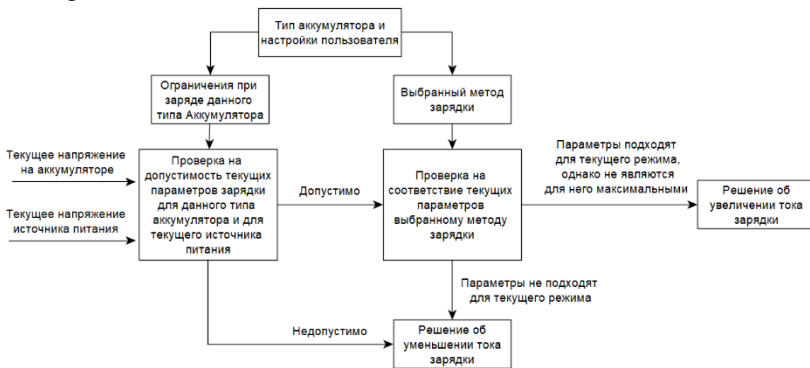 Тип аккумулятора и
настройки пользователя
Ограничения при
заряде данного
типа Аккумулятора
Выбранный метод
зарядки
Текущее напряжение
на аккумуляторе
Текущее напряжение
источника питания
Проверка на
допустимость текущих
параметров зарядки
для данного типа
аккумулятора и для
текущего источника
питания
Допустимо
Проверка на
соответствие текущих
параметров
выбранному методу
зарядки
Параметры подходят
для текущего режима,
однако не являются
для него максимальными
Решение об
увеличении тока
зарядки
Параметры не подходят
для текущего режима
Недопустимо
Решение об
уменьшении тока
зарядки